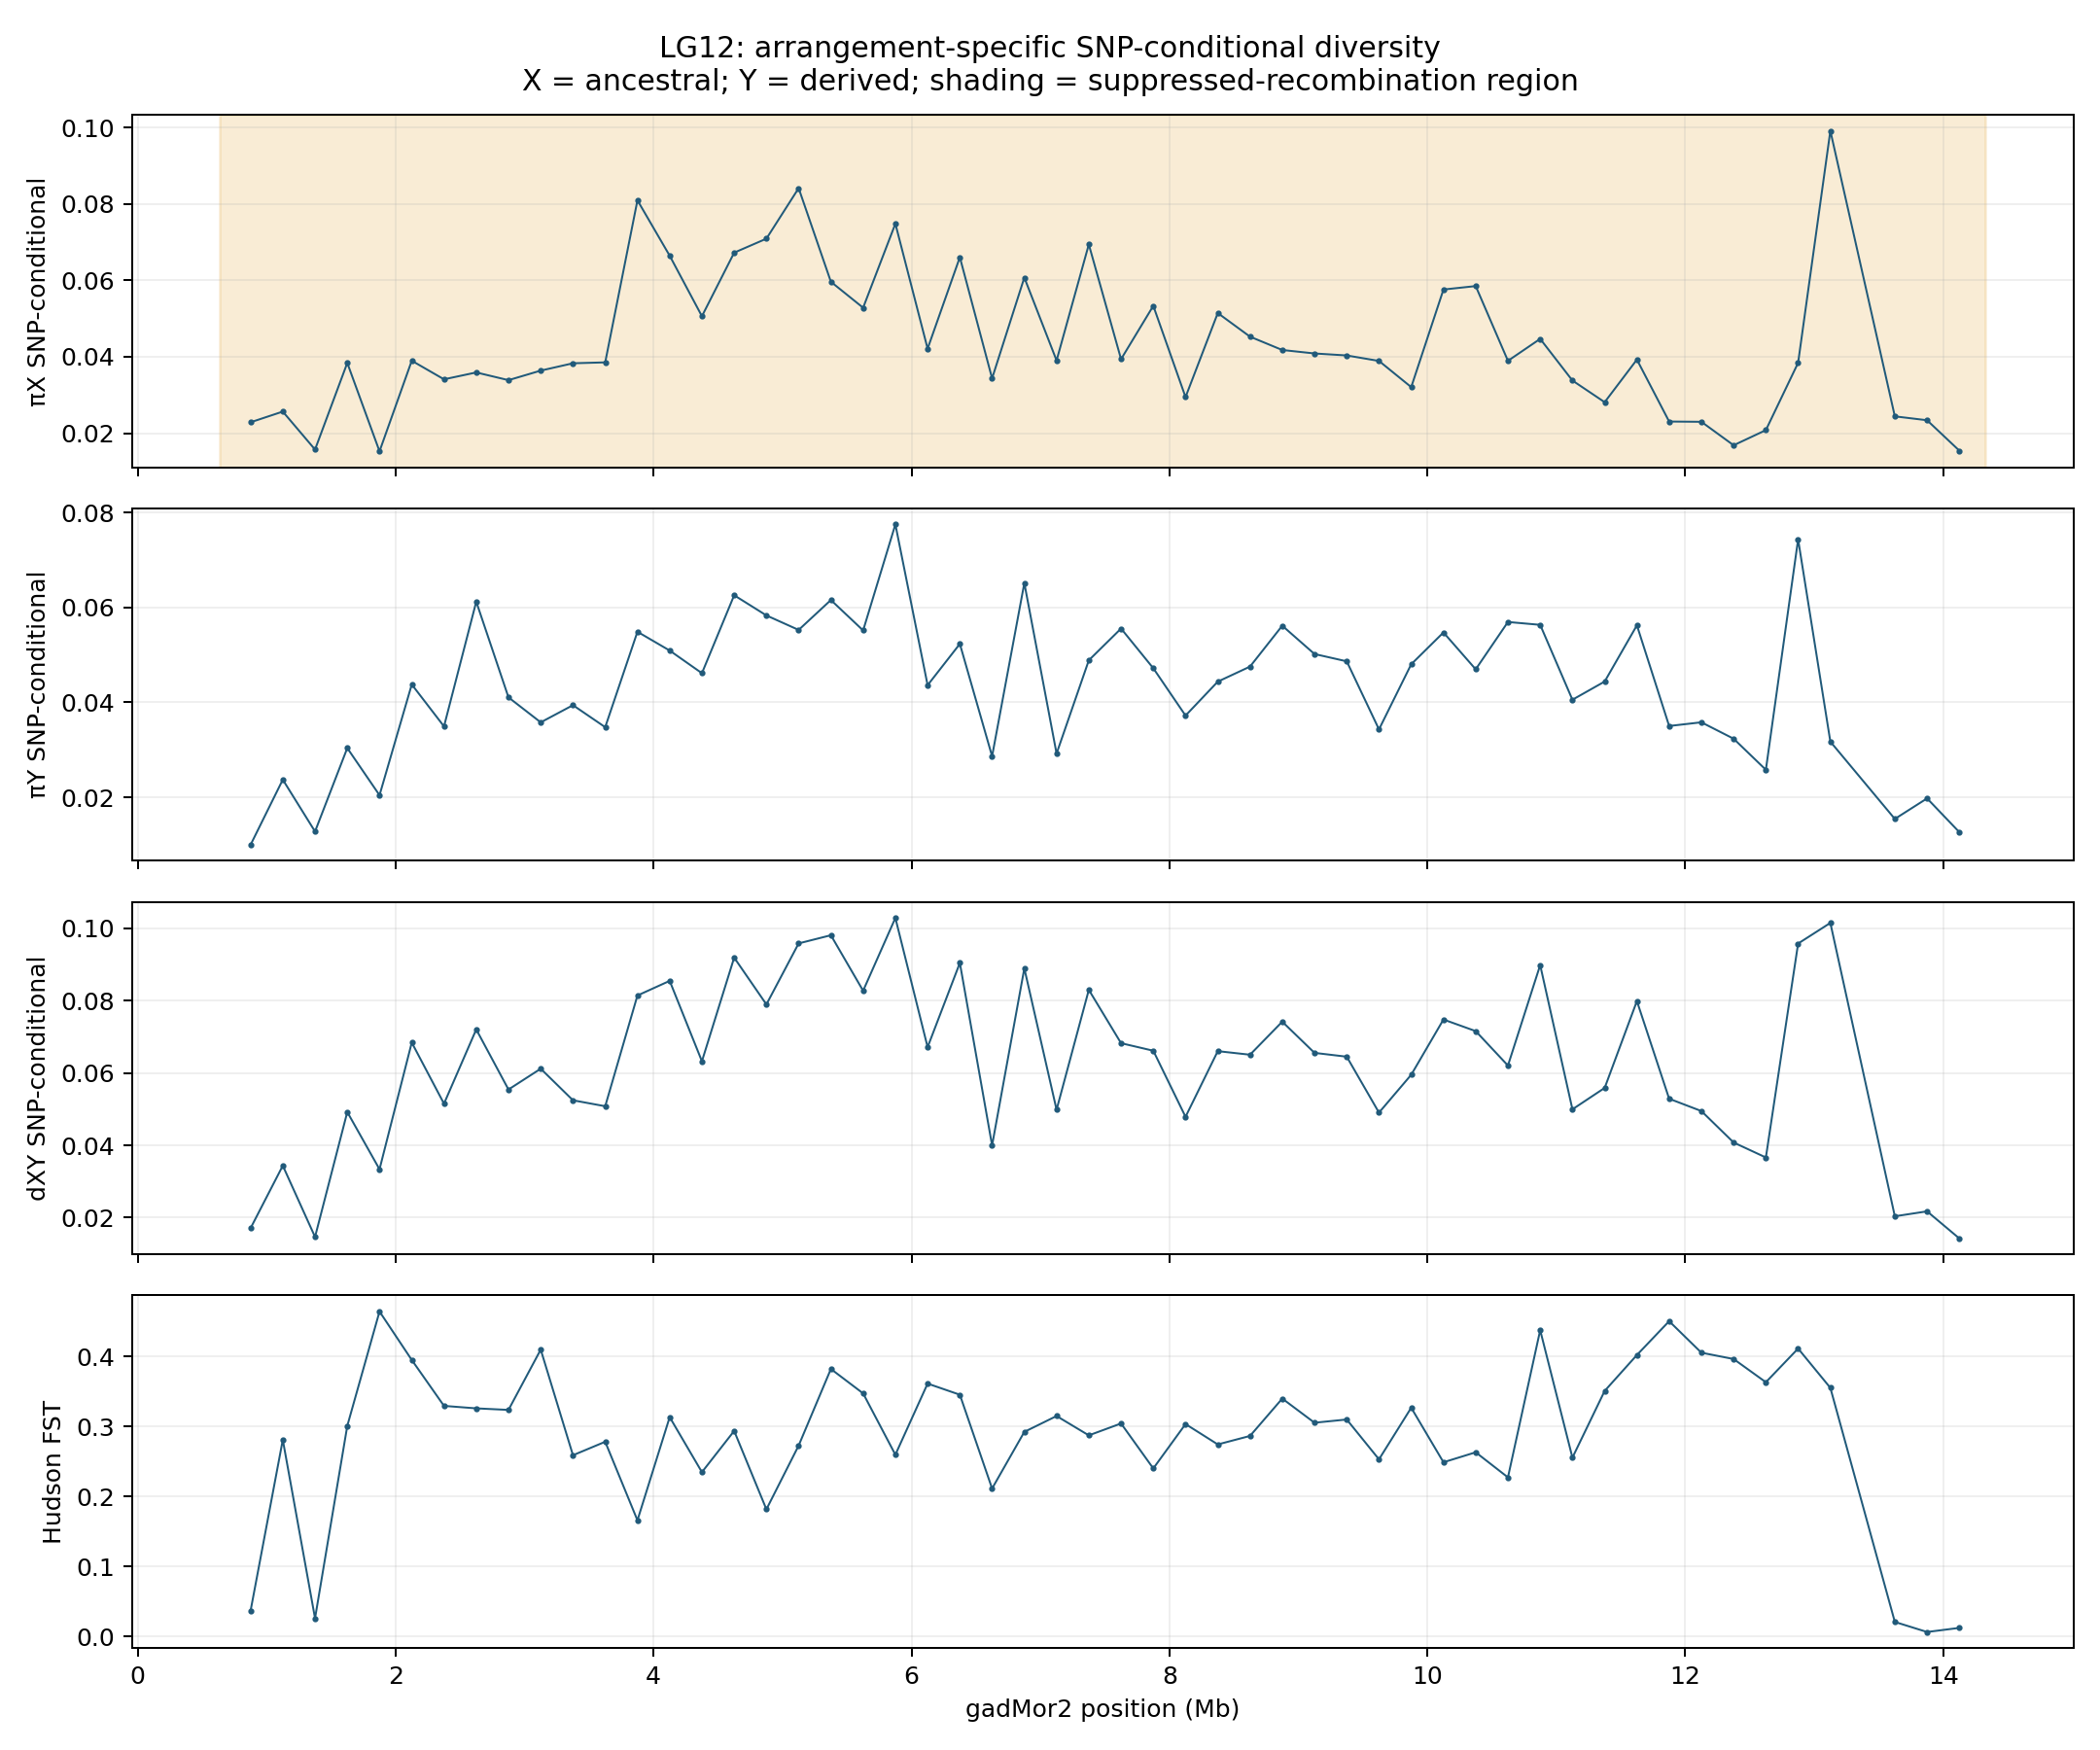 LG12: arrangement-specific SNP-conditional diversity
X = ancestral; Y = derived; shading = suppressed-recombination region
πX SNP-conditional
0.10
0.08
0.06
0.04
0.02
πY SNP-conditional
0.08
0.06
0.04
0.02
dXY SNP-conditional
0.10
0.08
0.06
0.04
0.02
Hudson FST
0.4
0.3
0.2
0.1
0.0
0 2 4 6 8 10 12 14
gadMor2 position (Mb)